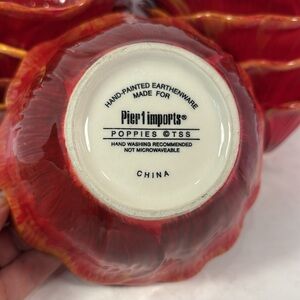 HAND-PAINTED EARTHENWARE
MADE FOR
Pier 1 imports®
POPPIES ©TSS
HAND WASHING RECOMMENDED
NOT MICROWAVEABLE
CHINA